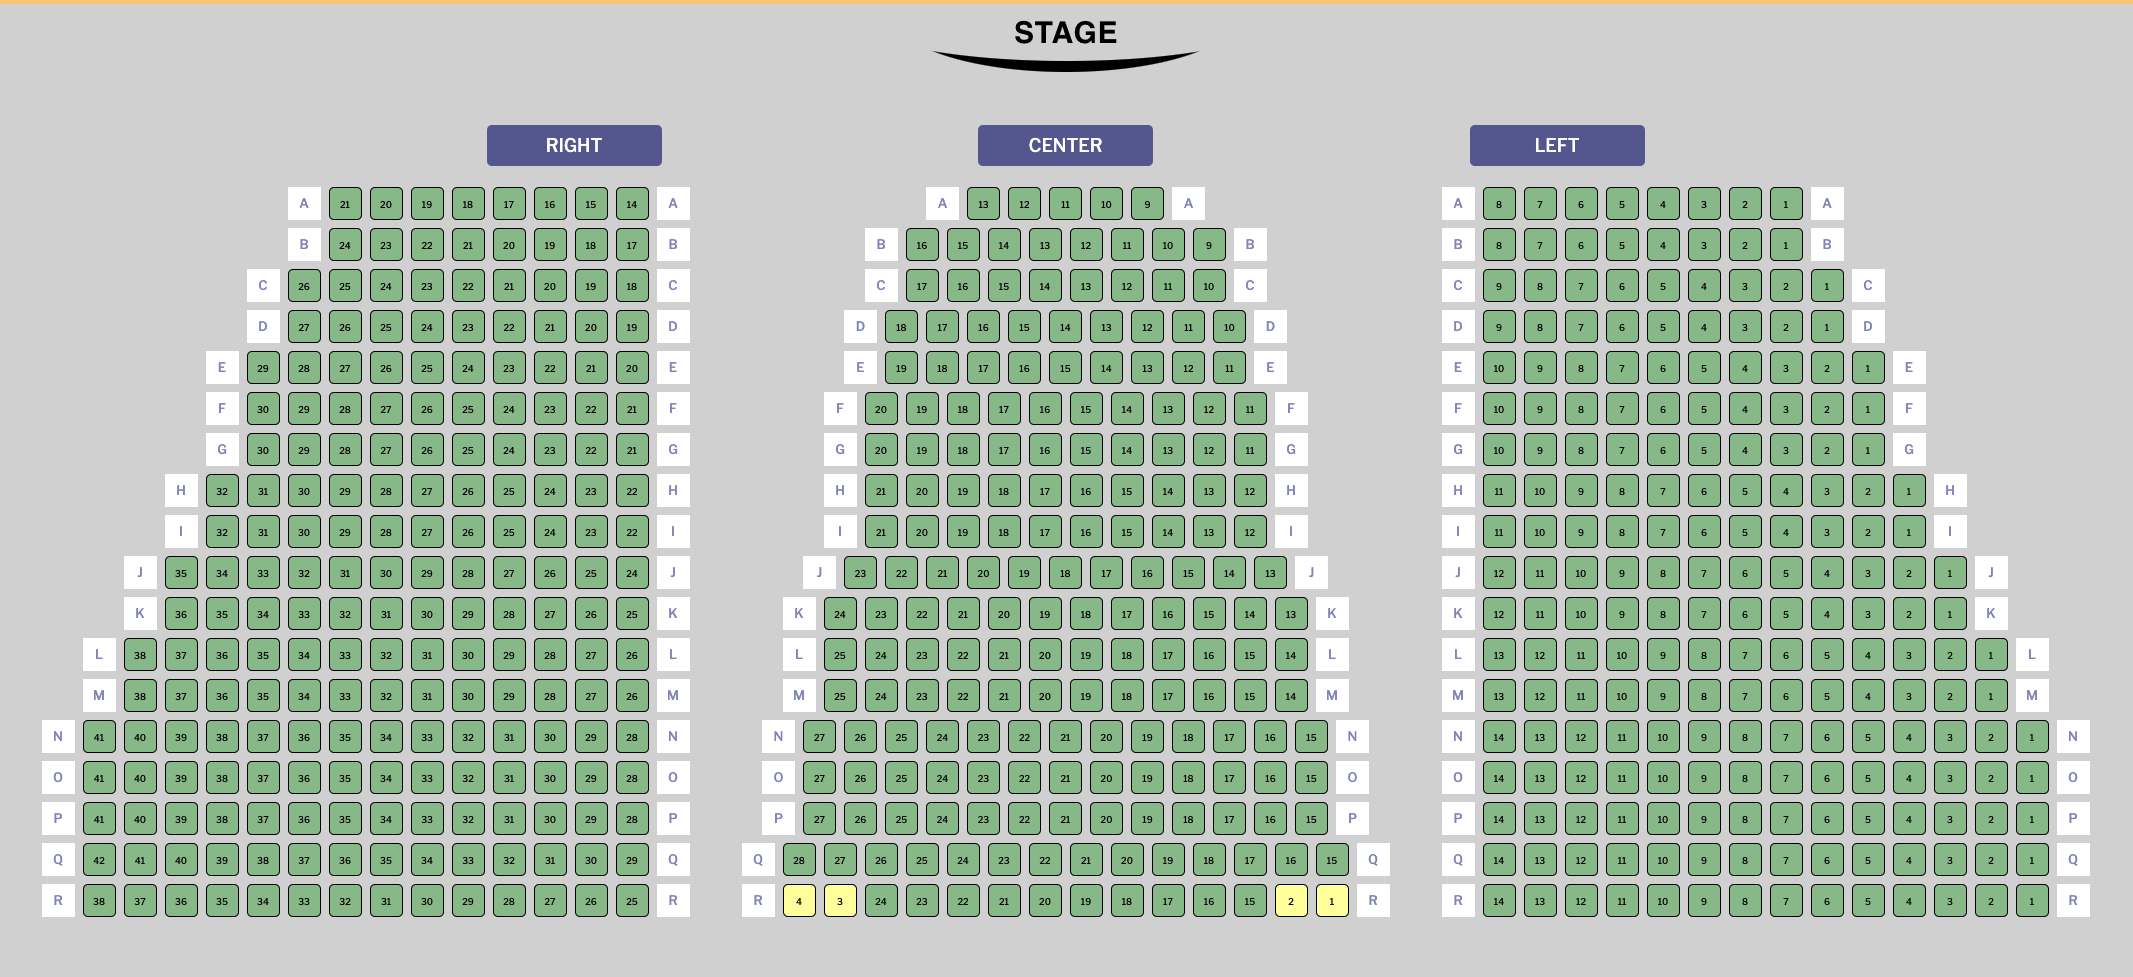 STAGE
RIGHT CENTER LEFT
A 21 20 19 18 17 16 15 14 A A 13 12 11 10 9 A A 8 7 6 5 4 3 2 1 A
B 24 23 22 21 20 19 18 17 B B 16 15 14 13 12 11 10 9 B B 8 7 6 5 4 3 2 1 B
C 26 25 24 23 22 21 20 19 18 C C 17 16 15 14 13 12 11 10 C C 9 8 7 6 5 4 3 2 1 C
D 27 26 25 24 23 22 21 20 19 D D 18 17 16 15 14 13 12 11 10 D D 9 8 7 6 5 4 3 2 1 D
E 29 28 27 26 25 24 23 22 21 20 E E 19 18 17 16 15 14 13 12 11 E E 10 9 8 7 6 5 4 3 2 1 E
F 30 29 28 27 26 25 24 23 22 21 F F 20 19 18 17 16 15 14 13 12 11 F F 10 9 8 7 6 5 4 3 2 1 F
G 30 29 28 27 26 25 24 23 22 21 G G 20 19 18 17 16 15 14 13 12 11 G G 10 9 8 7 6 5 4 3 2 1 G
H 32 31 30 29 28 27 26 25 24 23 22 H H 21 20 19 18 17 16 15 14 13 12 H H 11 10 9 8 7 6 5 4 3 2 1 H
I 32 31 30 29 28 27 26 25 24 23 22 I I 21 20 19 18 17 16 15 14 13 12 I I 11 10 9 8 7 6 5 4 3 2 1 I
J 35 34 33 32 31 30 29 28 27 26 25 24 J J 23 22 21 20 19 18 17 16 15 14 13 J J 12 11 10 9 8 7 6 5 4 3 2 1 J
K 36 35 34 33 32 31 30 29 28 27 26 25 K K 24 23 22 21 20 19 18 17 16 15 14 13 K K 12 11 10 9 8 7 6 5 4 3 2 1 K
L 38 37 36 35 34 33 32 31 30 29 28 27 26 L L 25 24 23 22 21 20 19 18 17 16 15 14 L L 13 12 11 10 9 8 7 6 5 4 3 2 1 L
M 38 37 36 35 34 33 32 31 30 29 28 27 26 M M 25 24 23 22 21 20 19 18 17 16 15 14 M M 13 12 11 10 9 8 7 6 5 4 3 2 1 M
N 41 40 39 38 37 36 35 34 33 32 31 30 29 28 N N 27 26 25 24 23 22 21 20 19 18 17 16 15 N N 14 13 12 11 10 9 8 7 6 5 4 3 2 1 N
O 41 40 39 38 37 36 35 34 33 32 31 30 29 28 O O 27 26 25 24 23 22 21 20 19 18 17 16 15 O O 14 13 12 11 10 9 8 7 6 5 4 3 2 1 O
P 41 40 39 38 37 36 35 34 33 32 31 30 29 28 P P 27 26 25 24 23 22 21 20 19 18 17 16 15 P P 14 13 12 11 10 9 8 7 6 5 4 3 2 1 P
Q 42 41 40 39 38 37 36 35 34 33 32 31 30 29 Q Q 28 27 26 25 24 23 22 21 20 19 18 17 16 15 Q Q 14 13 12 11 10 9 8 7 6 5 4 3 2 1 Q
R 38 37 36 35 34 33 32 31 30 29 28 27 26 25 R R 4 3 24 23 22 21 20 19 18 17 16 15 2 1 R R 14 13 12 11 10 9 8 7 6 5 4 3 2 1 R